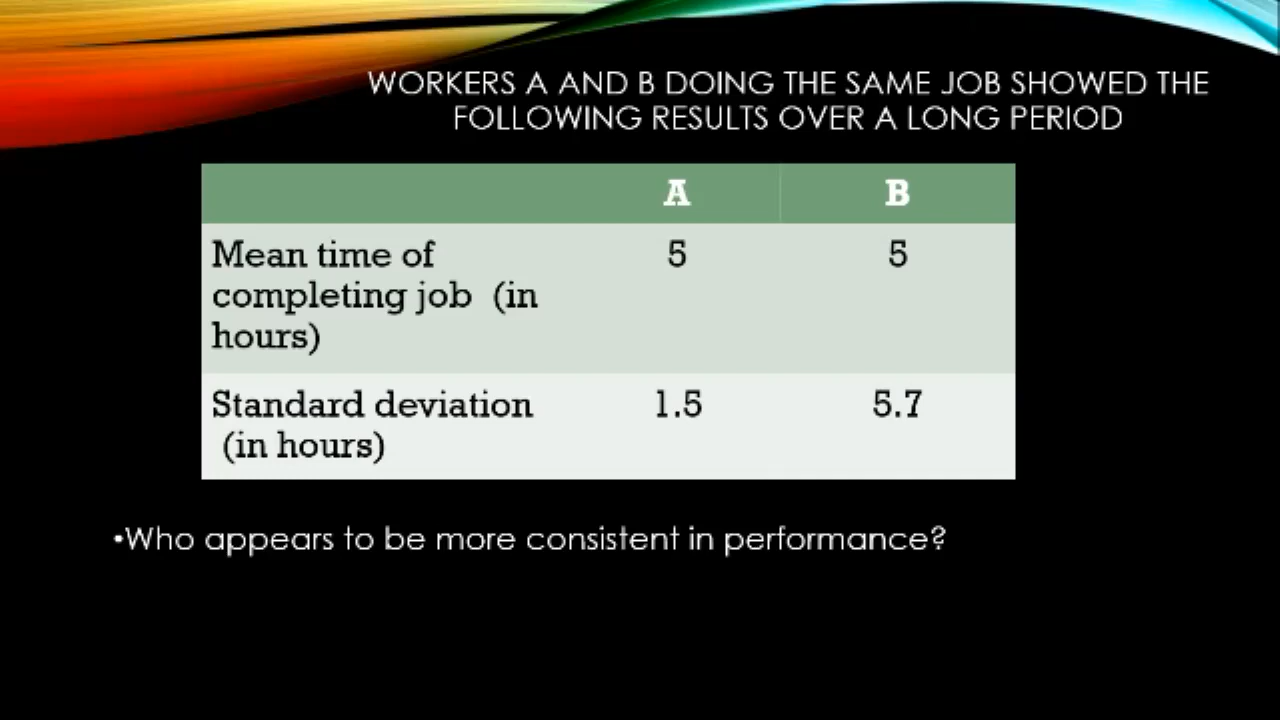 WORKERS A AND B DOING THE SAME JOB SHOWED THE
FOLLOWING RESULTS OVER A LONG PERIOD
A B
Mean time of 5 5
completing job (in
hours)
Standard deviation 1.5 5.7
(in hours)
•Who appears to be more consistent in performance?